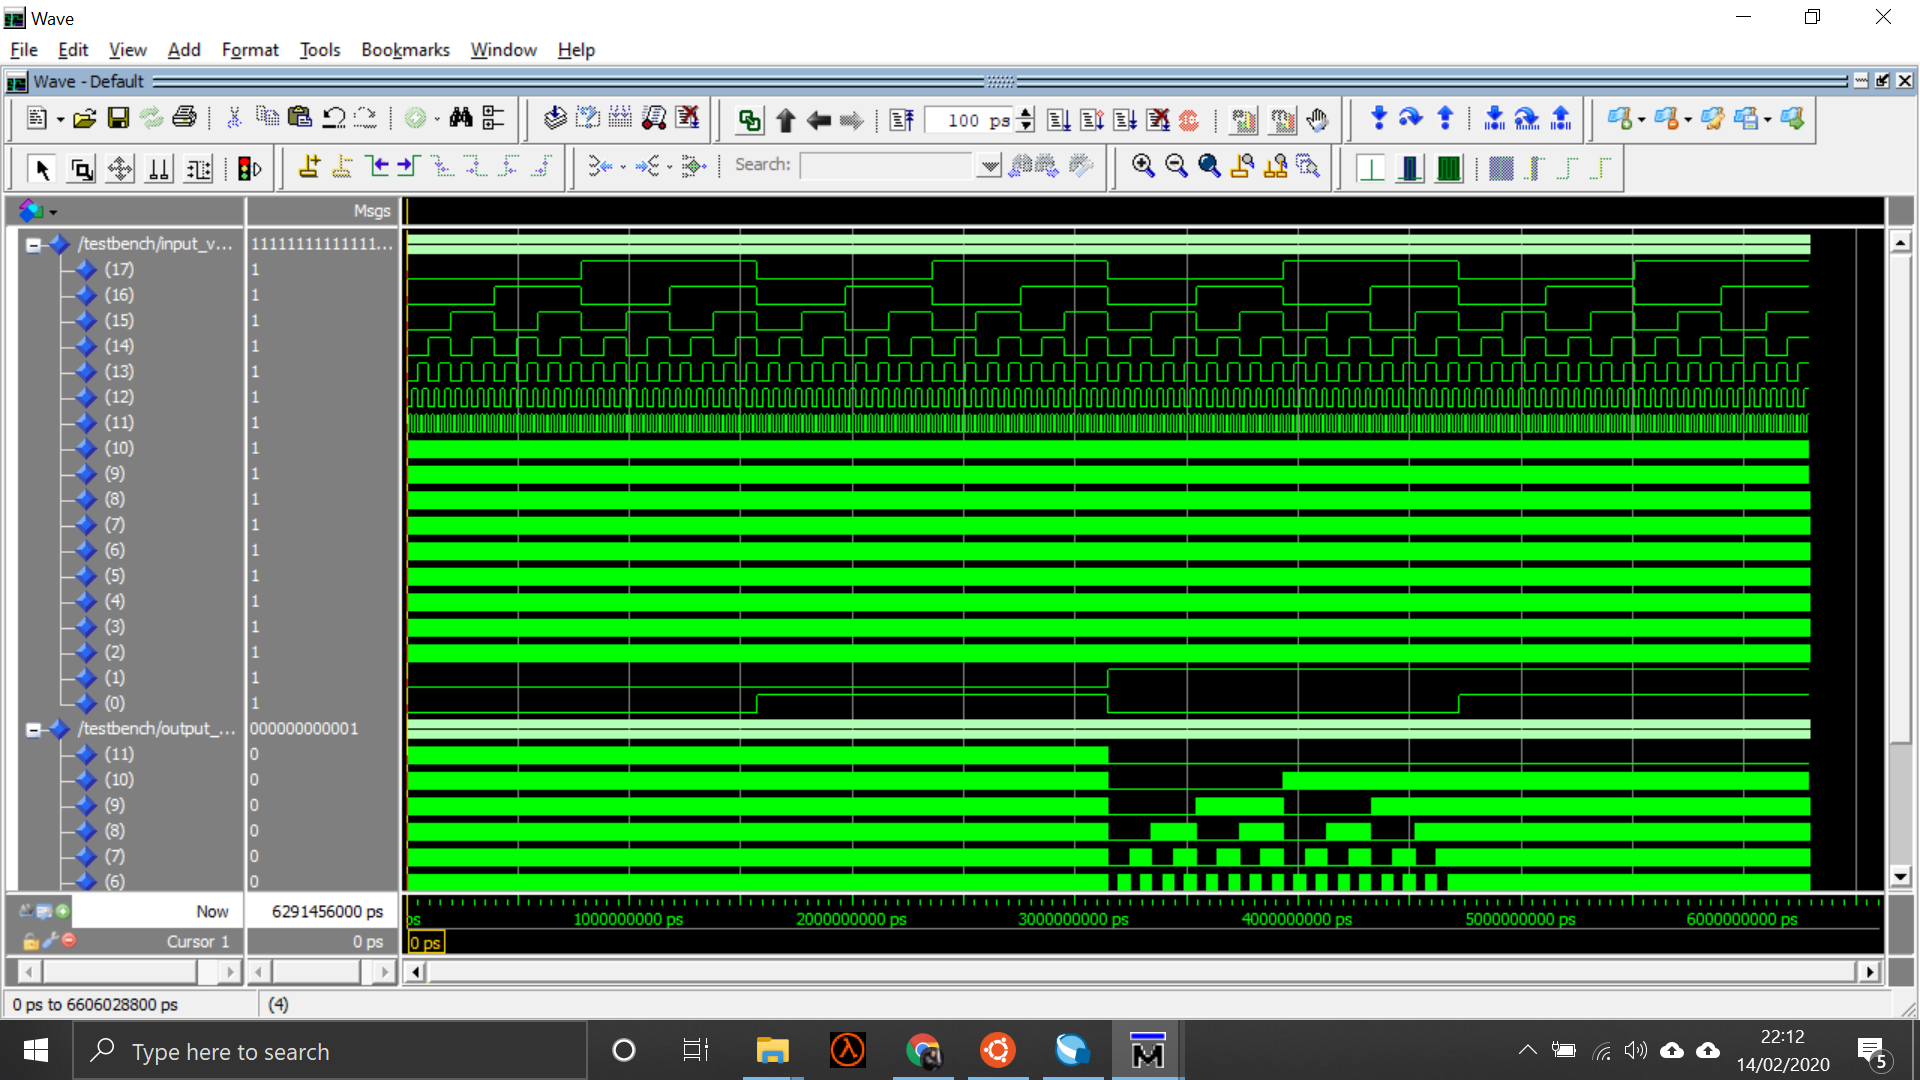 Wave
File Edit View Add Format Tools Bookmarks Window Help
Wave - Default
100 ps
Search:
Msgs
/testbench/input_v... 11111111111111...
(17) 1
(16) 1
(15) 1
(14) 1
(13) 1
(12) 1
(11) 1
(10) 1
(9) 1
(8) 1
(7) 1
(6) 1
(5) 1
(4) 1
(3) 1
(2) 1
(1) 1
(0) 1
/testbench/output_... 000000000001
(11) 0
(10) 0
(9) 0
(8) 0
(7) 0
(6) 0
Now 6291456000 ps
ps 1000000000 ps 2000000000 ps 3000000000 ps 4000000000 ps 5000000000 ps 6000000000 ps
Cursor 1 0 ps 0 ps
0 ps to 6606028800 ps (4)
Type here to search
M
22:12
14/02/2020
5